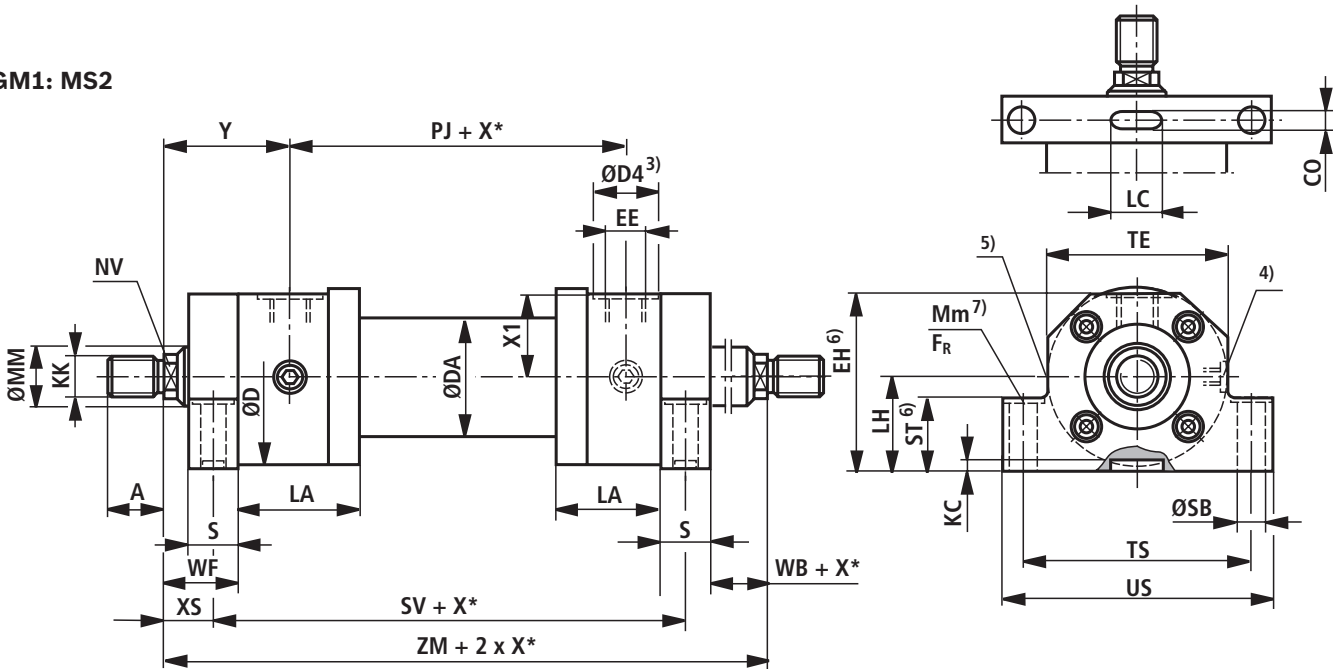 GM1: MS2
Y
PJ + X*
ØD4 3)
EE
NV
ØMM
KK
ØD
X1
ØDA
A
S
LA
LA
S
WF
WB + X*
XS
SV + X*
ZM + 2 x X*
CO
LC
TE
5)
4)
Mm 7)
FR
EH 6)
LH
ST 6)
KC
ØSB
TS
US